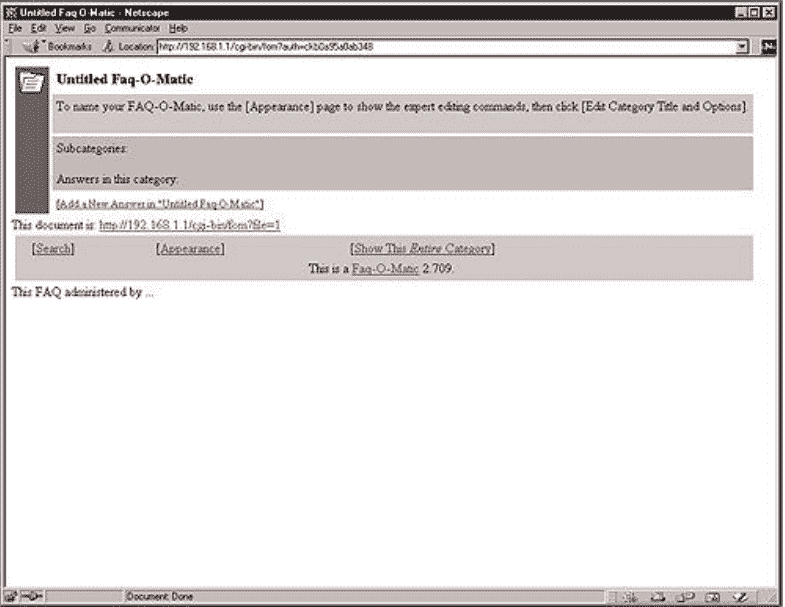 Untitled Faq-O-Matic - Netscape
File Edit View Go Communicator Help
Bookmarks Location: http://192.168.1.1/cgi-bin/fom?auth=ckb0a95a0ab348
Untitled Faq-O-Matic
To name your FAQ-O-Matic, use the [Appearance] page to show the expert editing commands, then click [Edit Category Title and Options].
Subcategories:
Answers in this category:
[Add a New Answer in "Untitled Faq-O-Matic"]
This document is: http://192.168.1.1/cgi-bin/fom?file=1
[Search] [Appearance] [Show This Entire Category]
This is a Faq-O-Matic 2.709.
This FAQ administered by ...
Document: Done